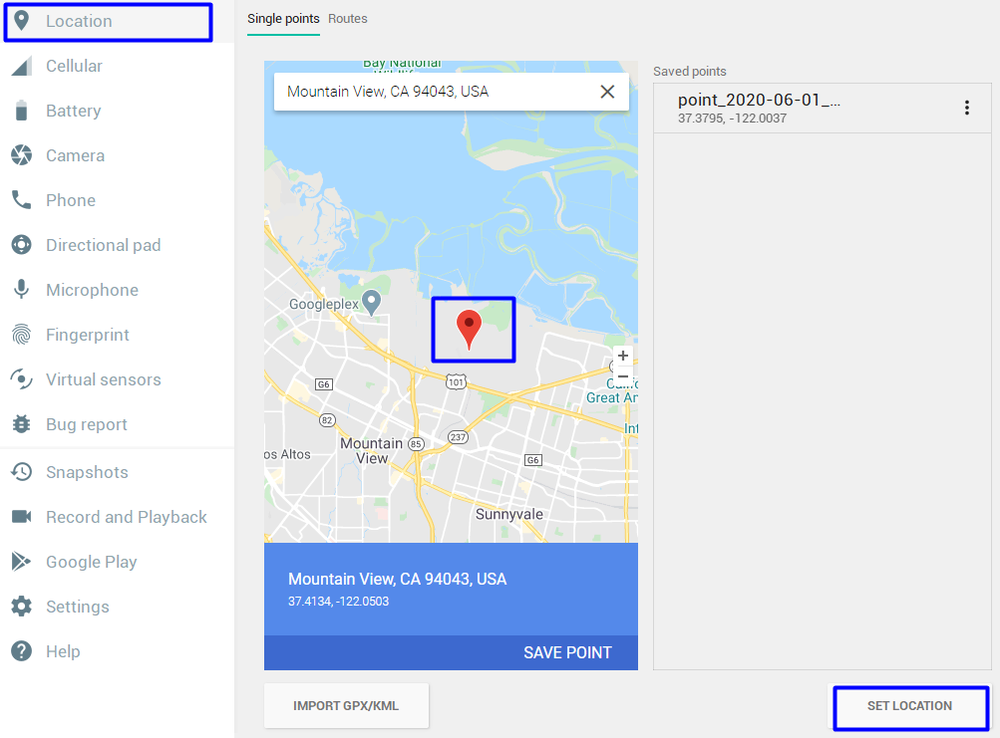 Location
Cellular
Battery
Camera
Phone
Directional pad
Microphone
Fingerprint
Virtual sensors
Bug report
Snapshots
Record and Playback
Google Play
Settings
Help
Single points Routes
Bay National
Mountain View, CA 94043, USA
Googleplex
101
G6
82
85
237
G6
Mountain
View
os Altos
Sunnyvale
Great An
Int
+
−
Mountain View, CA 94043, USA
37.4134, -122.0503
SAVE POINT
IMPORT GPX/KML
Saved points
point_2020-06-01_...
37.3795, -122.0037
SET LOCATION